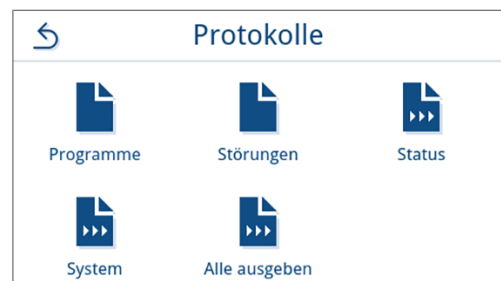 Protokolle
Programme
Störungen
Status
System
Alle ausgeben